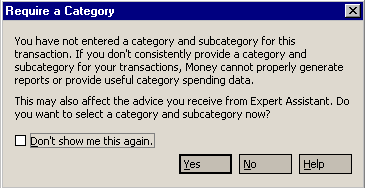 Require a Category
You have not entered a category and subcategory for this
transaction. If you don't consistently provide a category and
subcategory for your transactions, Money cannot properly generate
reports or provide useful category spending data.
This may also affect the advice you receive from Expert Assistant. Do
you want to select a category and subcategory now?
Don't show me this again.
Yes No Help